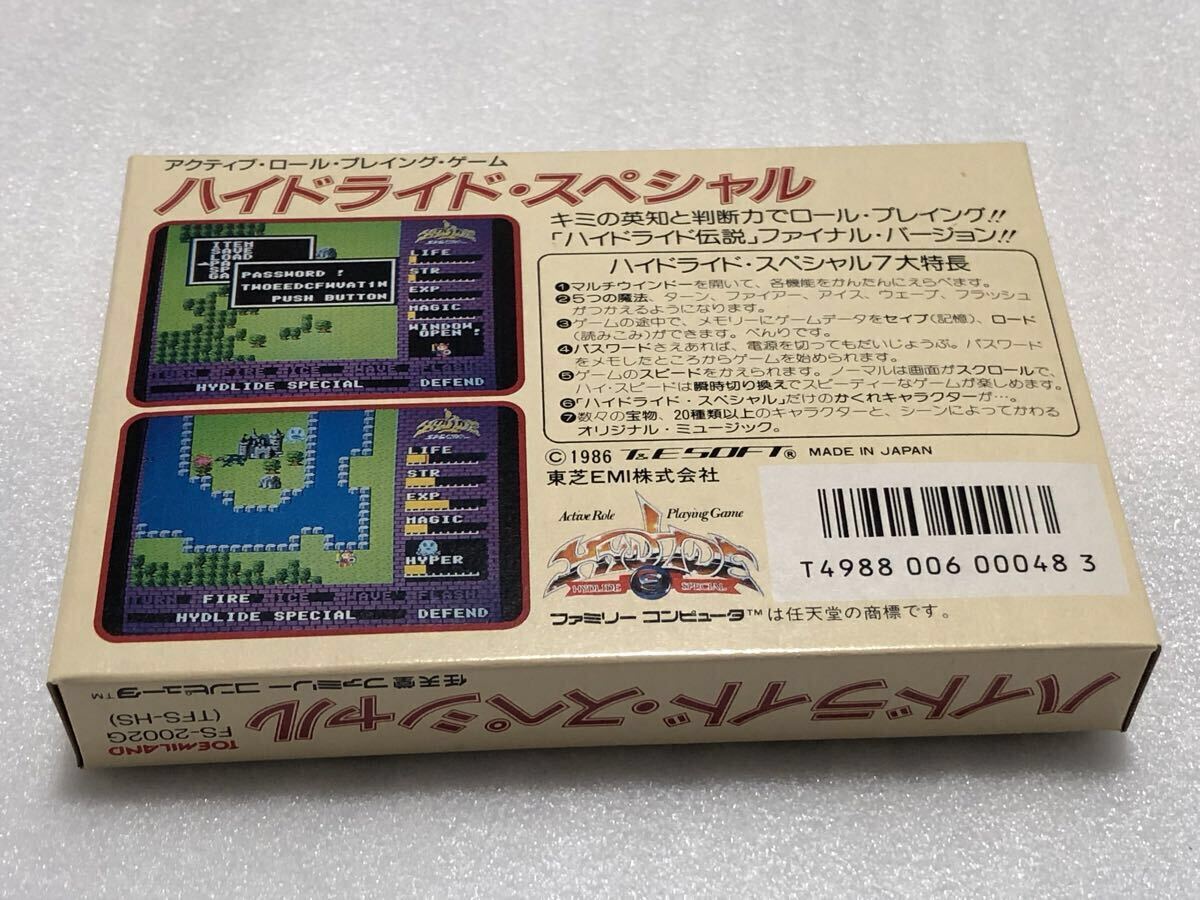 アクティブ・ロール・プレイング・ゲーム
ハイドライド・スペシャル
キミの英知と判断力でロール・プレイング!!
「ハイドライド伝説」ファイナル・バージョン!!
ハイドライド・スペシャル7大特長
❶マルチウインドーを開いて、各機能をかんたんにえらべます。
❷5つの魔法、ターン、ファイアー、アイス、ウェーブ、フラッシュ
がつかえるようになります。
❸ゲームの途中で、メモリーにゲームデータをセイブ(記憶)、ロード
(読みこみ)ができます。べんりです。
❹パスワードさえあれば、電源を切ってもだいじょうぶ。パスワード
をメモしたところからゲームを始められます。
❺ゲームのスピードをかえられます。ノーマルは画面がスクロールで、
ハイ・スピードは瞬時切り換えでスピーディーなゲームが楽しめます。
❻「ハイドライド・スペシャル」だけのかくれキャラクターが…。
❼数々の宝物、20種類以上のキャラクターと、シーンによってかわる
オリジナル・ミュージック。
ITEM
SAVE
LOAD
PA
SP
GA
PASSWORD !
TWOEEDCFWVAT1N
PUSH BUTTON
HYDLIDE
LIFE
STR
EXP
MAGIC
WINDOW
OPEN !
TURN FIRE ICE WAVE FLASH
HYDLIDE SPECIAL DEFEND
HYDLIDE
LIFE
STR
EXP
MAGIC
HYPER
TURN FIRE ICE WAVE FLASH
HYDLIDE SPECIAL DEFEND
© 1986 T&E SOFT® MADE IN JAPAN
東芝EMI株式会社
Active Role Playing Game
HYDLIDE
HYDLIDE S SPECIAL
T4988 006 00048 3
ファミリー コンピュータ™は任天堂の商標です。
ハイドライド・スペシャル
任天堂 ファミリー コンピュータ™
FS-2002G
(TFS-HS)
TOEMILAND